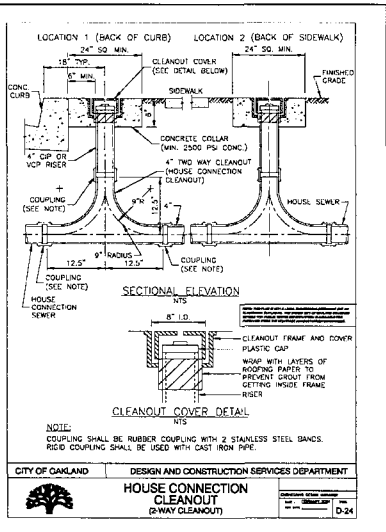 LOCATION 1 (BACK OF CURB)
LOCATION 2 (BACK OF SIDEWALK)
24" SQ. MIN.
24" SQ. MIN.
18" TYP.
6" MIN.
CLEANOUT COVER
(SEE DETAIL BELOW)
FINISHED
GRADE
CONC.
CURB
SIDEWALK
CONCRETE COLLAR
(MIN. 2500 PSI CONC.)
4" CIP OR
VCP RISER
4" TWO WAY CLEANOUT
(HOUSE CONNECTION
CLEANOUT)
COUPLING
(SEE NOTE)
9"R
12.5"
4"
HOUSE SEWER
12.5"
9" RADIUS
12.5"
COUPLING
(SEE NOTE)
COUPLING
(SEE NOTE)
HOUSE
CONNECTION
SEWER
SECTIONAL ELEVATION
NTS
8" I.D.
CLEANOUT FRAME AND COVER
PLASTIC CAP
WRAP WITH LAYERS OF
ROOFING PAPER TO
PREVENT GROUT FROM
GETTING INSIDE FRAME
RISER
CLEANOUT COVER DETAIL
NTS
NOTE:
COUPLING SHALL BE RUBBER COUPLING WITH 2 STAINLESS STEEL BANDS.
RIGID COUPLING SHALL BE USED WITH CAST IRON PIPE.
CITY OF OAKLAND
DESIGN AND CONSTRUCTION SERVICES DEPARTMENT
HOUSE CONNECTION
CLEANOUT
(2-WAY CLEANOUT)
D-24